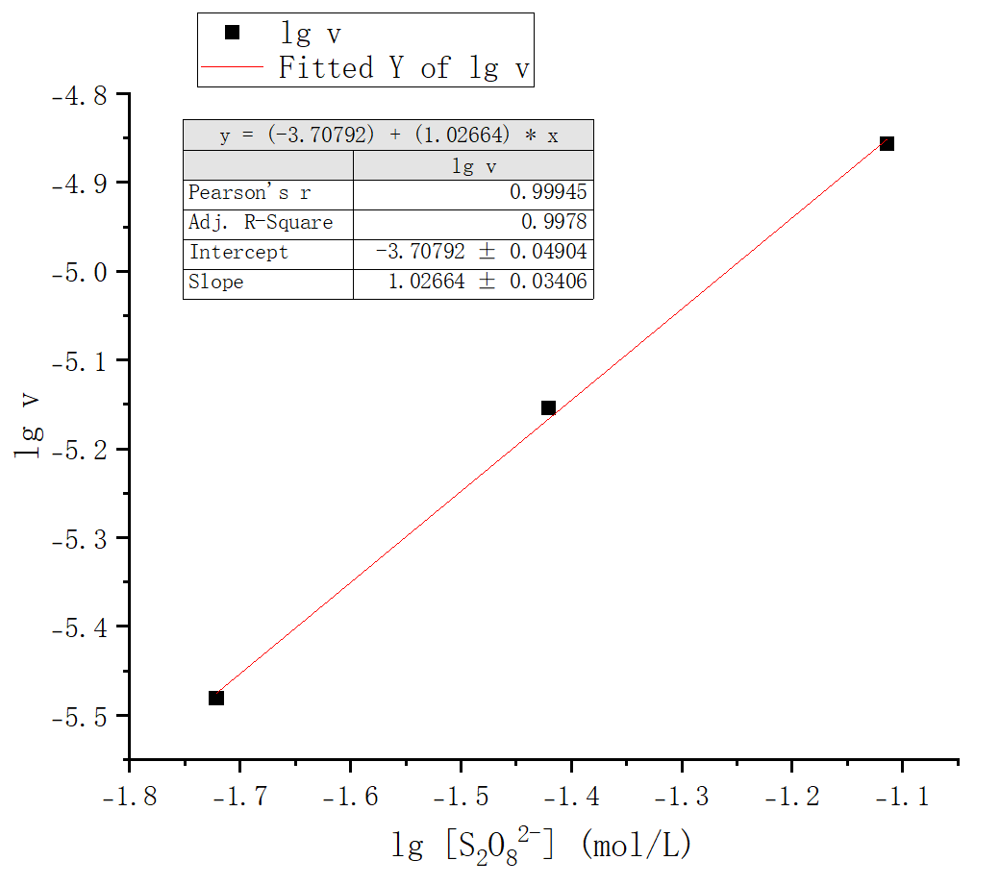 lg v
Fitted Y of lg v
y = (-3.70792) + (1.02664) * x
lg v
Pearson's r 0.99945
Adj. R-Square 0.9978
Intercept -3.70792 ± 0.04904
Slope 1.02664 ± 0.03406
-4.8
-4.9
-5.0
-5.1
-5.2
-5.3
-5.4
-5.5
lg v
-1.8 -1.7 -1.6 -1.5 -1.4 -1.3 -1.2 -1.1
lg [S₂O₈²⁻] (mol/L)